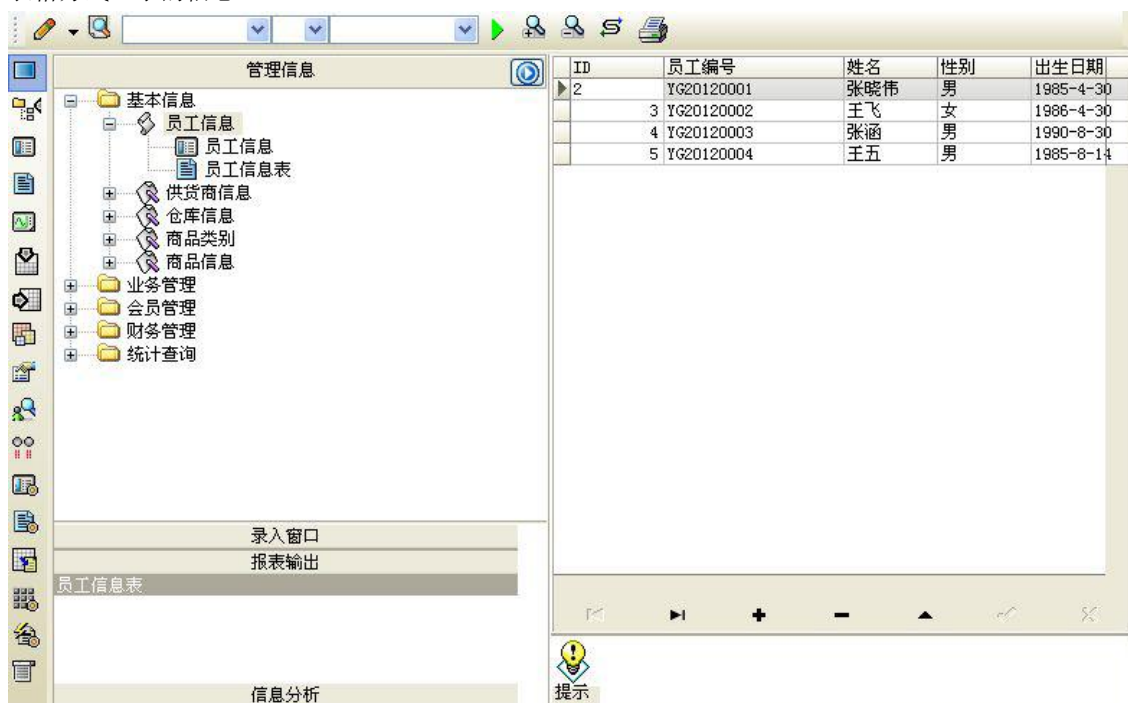 管理信息
基本信息
员工信息
员工信息
员工信息表
供货商信息
仓库信息
商品类别
商品信息
业务管理
会员管理
财务管理
统计查询
录入窗口
报表输出
员工信息表
信息分析
ID 员工编号 姓名 性别 出生日期
2 YG20120001 张晓伟 男 1985-4-30
3 YG20120002 王飞 女 1986-4-30
4 YG20120003 张涵 男 1990-8-30
5 YG20120004 王五 男 1985-8-14
提示